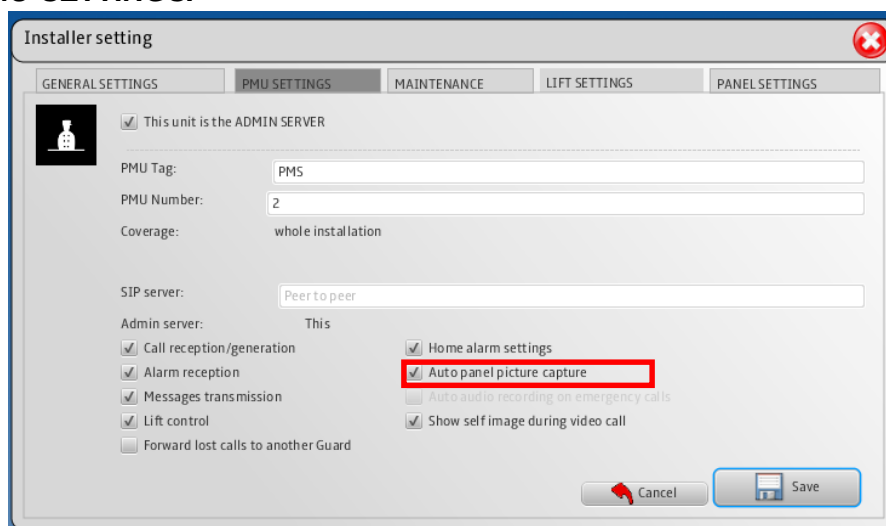 Installer setting
GENERAL SETTINGS PMU SETTINGS MAINTENANCE LIFT SETTINGS PANEL SETTINGS
This unit is the ADMIN SERVER
PMU Tag: PMS
PMU Number: 2
Coverage: whole installation
SIP server: Peer to peer
Admin server: This
Call reception/generation Home alarm settings
Alarm reception Auto panel picture capture
Messages transmission Auto audio recording on emergency calls
Lift control Show self image during video call
Forward lost calls to another Guard
Cancel Save